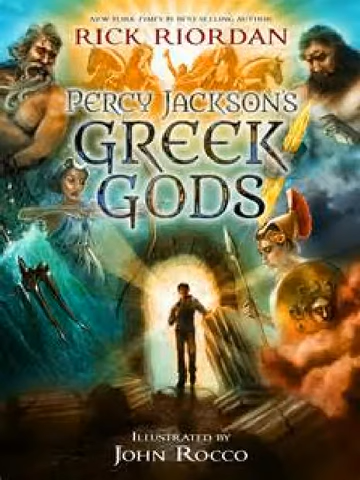 NEW YORK TIMES #1 BEST-SELLING AUTHOR
RICK RIORDAN
PERCY JACKSON'S
GREEK
GODS
ILLUSTRATED BY
JOHN ROCCO